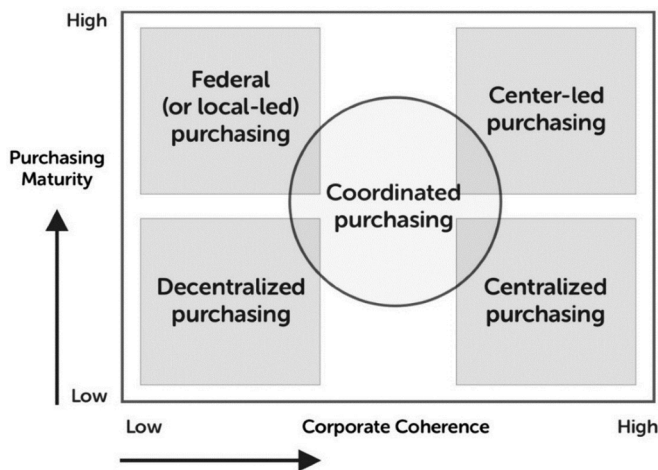 High
Federal
(or local-led)
purchasing
Center-led
purchasing
Purchasing
Maturity
Coordinated
purchasing
Decentralized
purchasing
Centralized
purchasing
Low
Low
Corporate Coherence
High